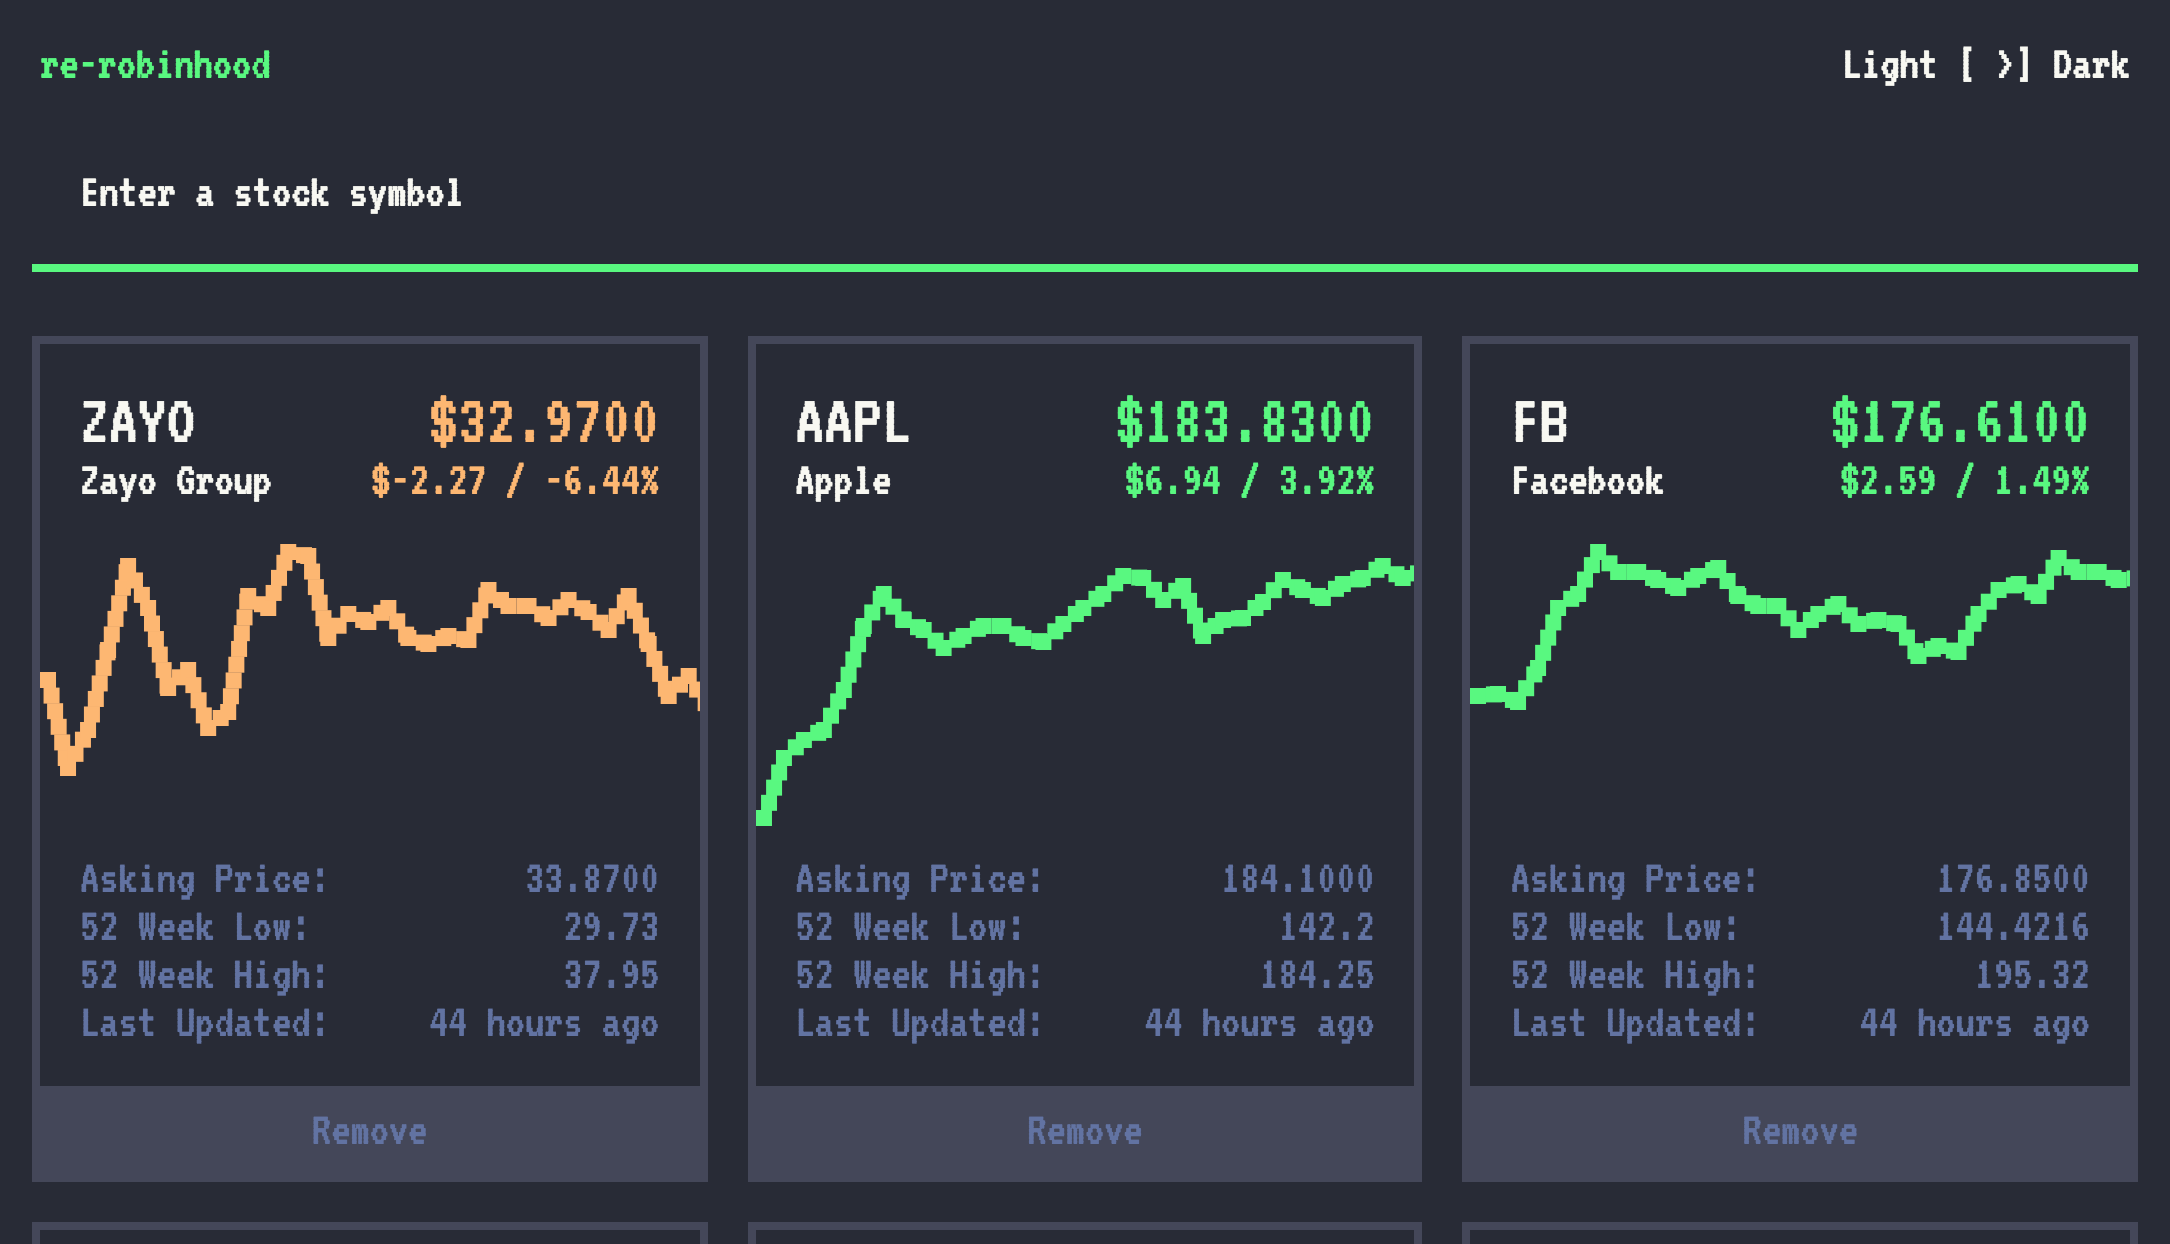 re-robinhood
Light [ >] Dark
Enter a stock symbol
ZAYO $32.9700
Zayo Group $-2.27 / -6.44%
Asking Price: 33.8700
52 Week Low: 29.73
52 Week High: 37.95
Last Updated: 44 hours ago
Remove
AAPL $183.8300
Apple $6.94 / 3.92%
Asking Price: 184.1000
52 Week Low: 142.2
52 Week High: 184.25
Last Updated: 44 hours ago
Remove
FB $176.6100
Facebook $2.59 / 1.49%
Asking Price: 176.8500
52 Week Low: 144.4216
52 Week High: 195.32
Last Updated: 44 hours ago
Remove